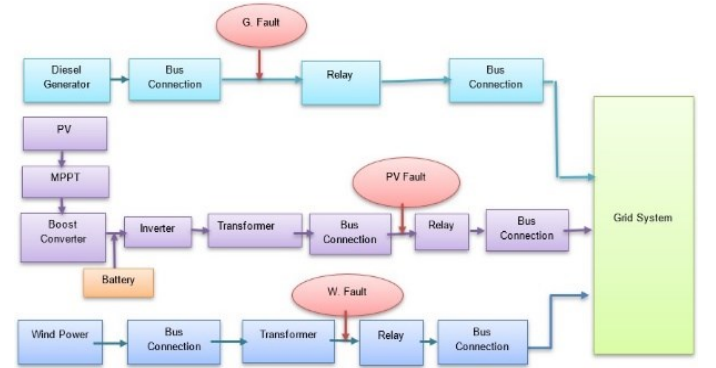 G. Fault
Diesel
Generator
Bus
Connection
Relay
Bus
Connection
PV
MPPT
Boost
Converter
Inverter
Transformer
Bus
Connection
PV Fault
Relay
Bus
Connection
Grid System
Battery
W. Fault
Wind Power
Bus
Connection
Transformer
Relay
Bus
Connection